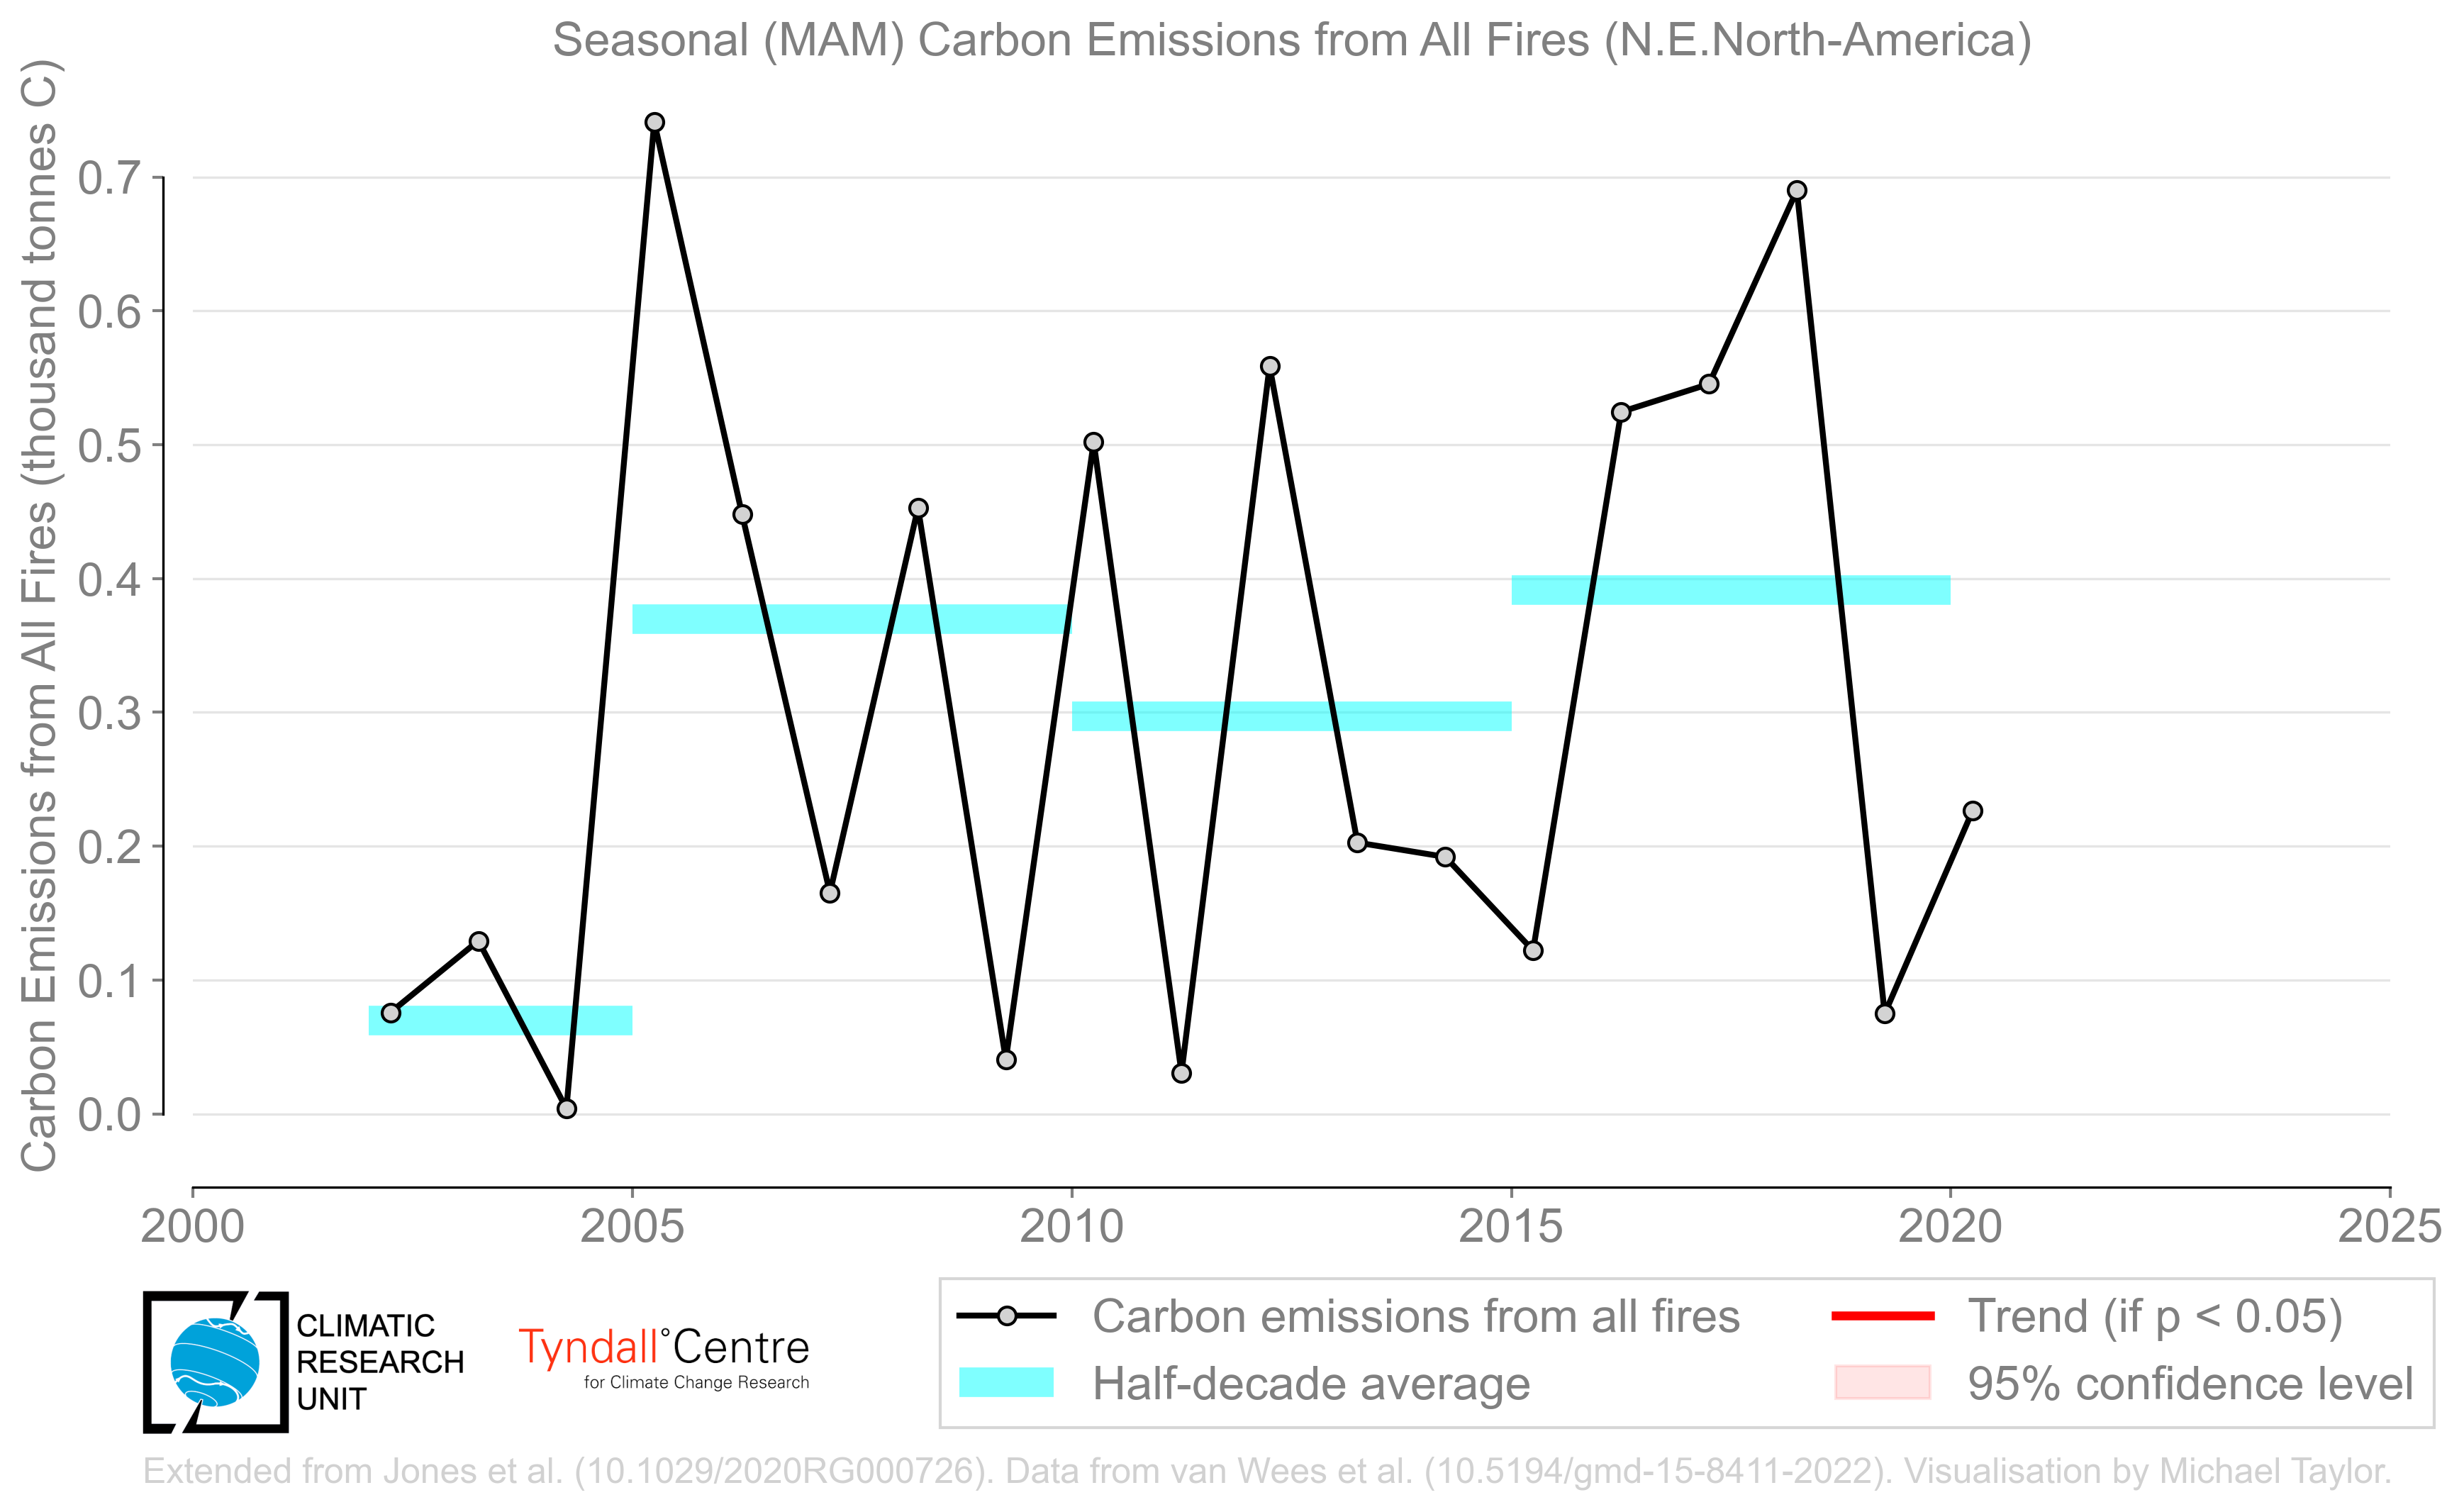 Seasonal (MAM) Carbon Emissions from All Fires (N.E.North-America)
Carbon Emissions from All Fires (thousand tonnes C)
0.7
0.6
0.5
0.4
0.3
0.2
0.1
0.0
2000
2005
2010
2015
2020
2025
CLIMATIC
RESEARCH
UNIT
Tyndall°Centre
for Climate Change Research
Carbon emissions from all fires
Half-decade average
Trend (if p < 0.05)
95% confidence level
Extended from Jones et al. (10.1029/2020RG000726). Data from van Wees et al. (10.5194/gmd-15-8411-2022). Visualisation by Michael Taylor.